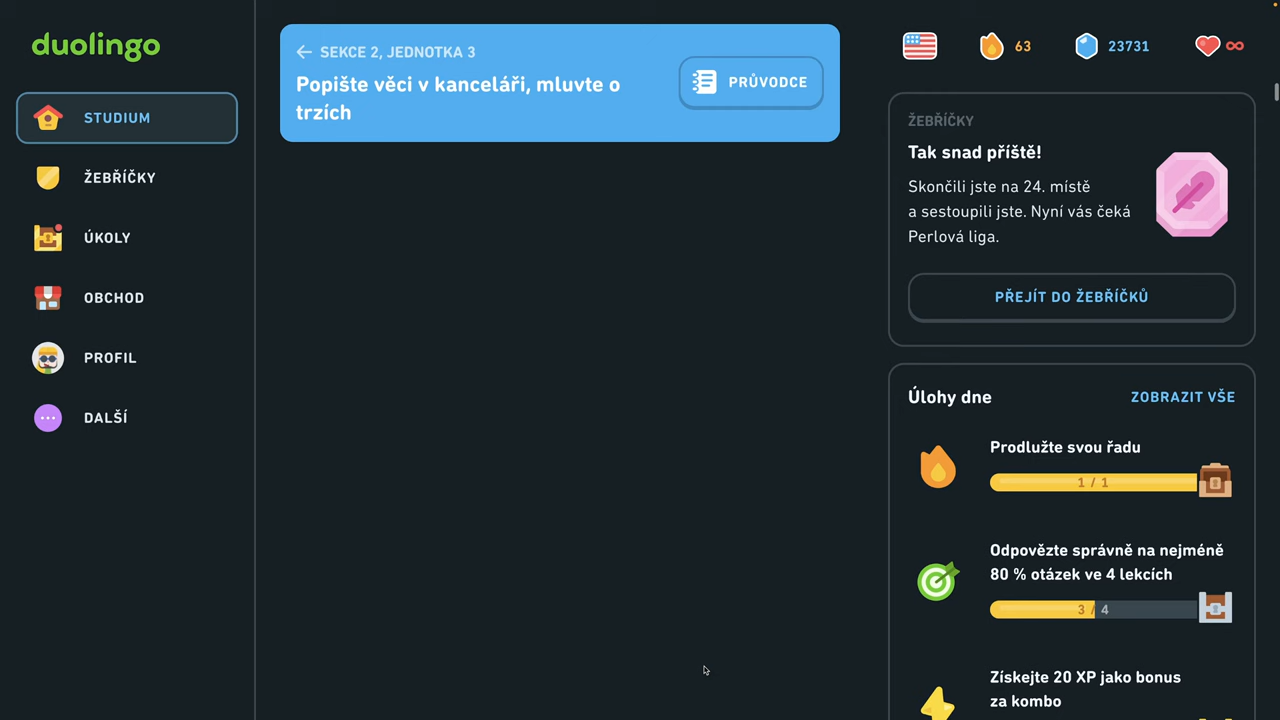 duolingo
STUDIUM
ŽEBŘÍČKY
ÚKOLY
OBCHOD
PROFIL
DALŠÍ
SEKCE 2, JEDNOTKA 3
Popište věci v kanceláři, mluvte o
trzích
PRŮVODCE
63
23731
∞
ŽEBŘÍČKY
Tak snad příště!
Skončili jste na 24. místě
a sestoupili jste. Nyní vás čeká
Perlová liga.
PŘEJÍT DO ŽEBŘÍČKŮ
Úlohy dne
ZOBRAZIT VŠE
Prodlužte svou řadu
1 / 1
Odpovězte správně na nejméně
80 % otázek ve 4 lekcích
3 / 4
Získejte 20 XP jako bonus
za kombo